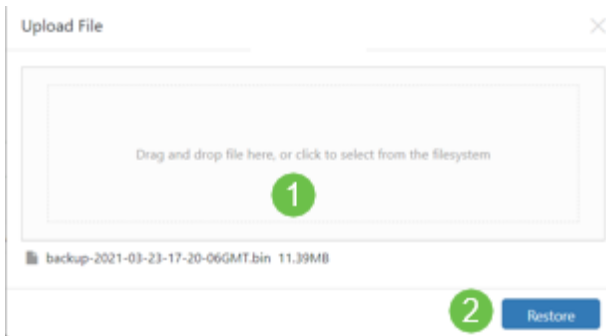 Upload File
Drag and drop file here, or click to select from the filesystem
1
backup-2021-03-23-17-20-06GMT.bin 11.39MB
2 Restore